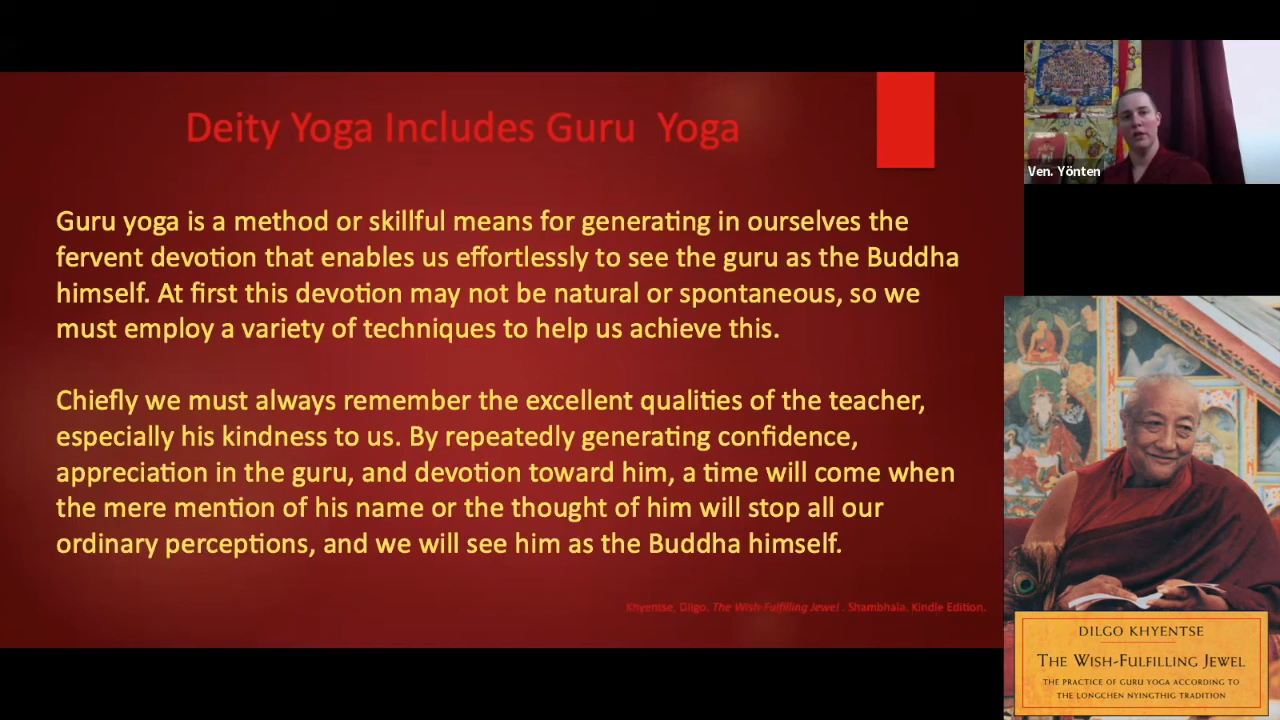 Deity Yoga Includes Guru Yoga
Guru yoga is a method or skillful means for generating in ourselves the
fervent devotion that enables us effortlessly to see the guru as the Buddha
himself. At first this devotion may not be natural or spontaneous, so we
must employ a variety of techniques to help us achieve this.
Chiefly we must always remember the excellent qualities of the teacher,
especially his kindness to us. By repeatedly generating confidence,
appreciation in the guru, and devotion toward him, a time will come when
the mere mention of his name or the thought of him will stop all our
ordinary perceptions, and we will see him as the Buddha himself.
Khyentse, Dilgo. The Wish-Fulfilling Jewel . Shambhala. Kindle Edition.
Ven. Yönten
DILGO KHYENTSE
THE WISH-FULFILLING JEWEL
THE PRACTICE OF GURU YOGA ACCORDING TO
THE LONGCHEN NYINGTHIG TRADITION